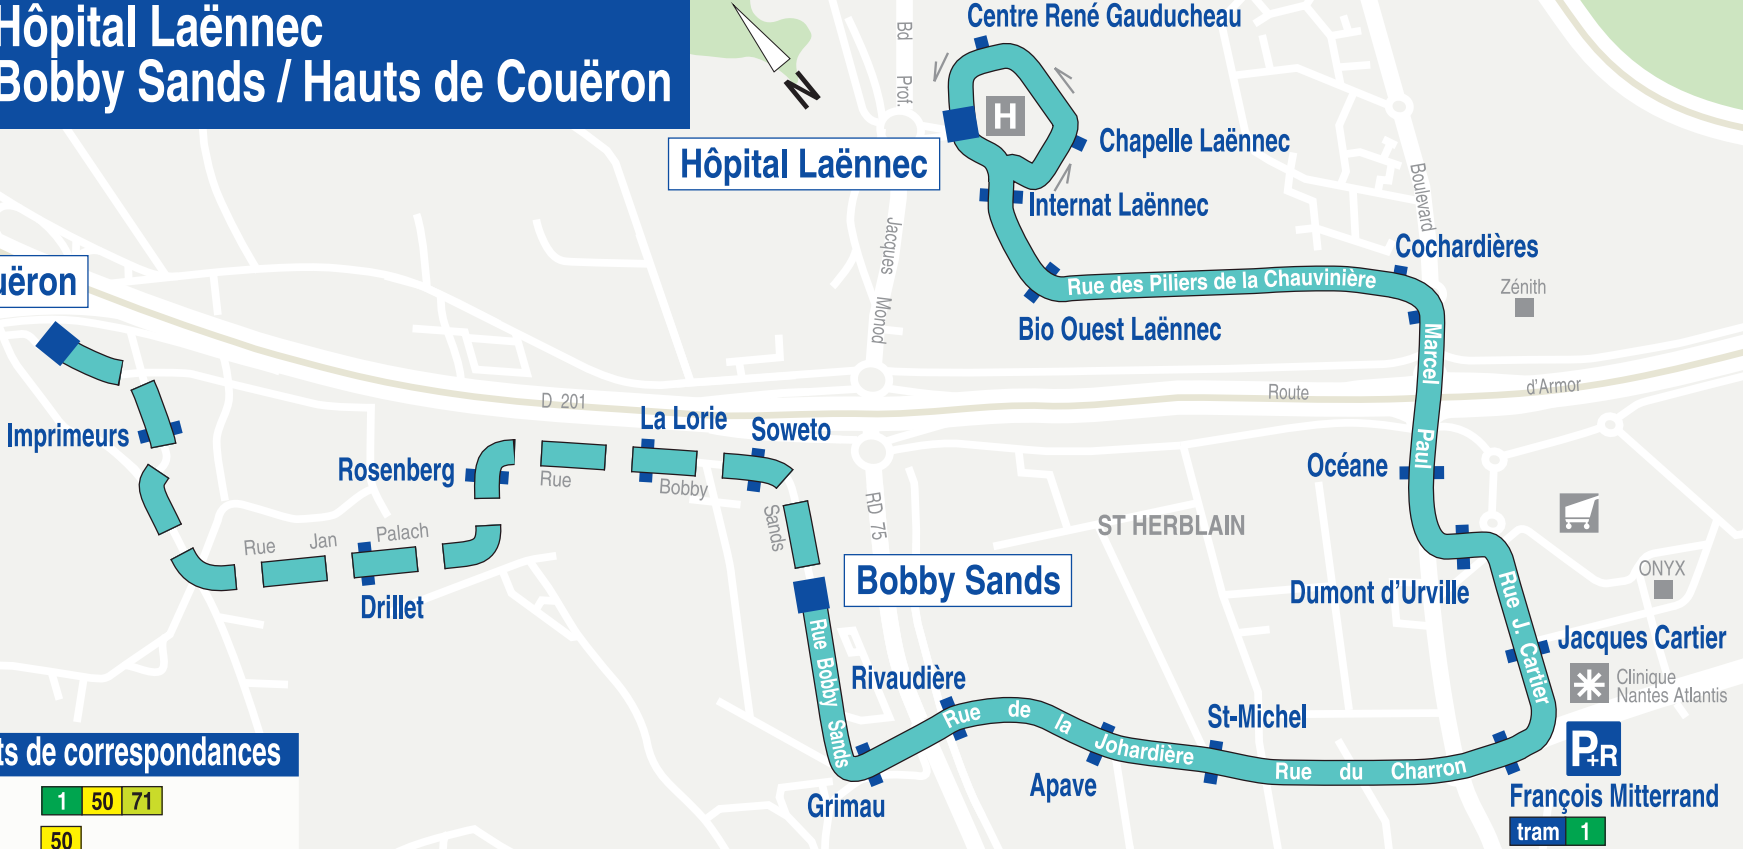 Hôpital Laënnec
Bobby Sands / Hauts de Couëron
Centre René Gauducheau
Bd
Prof.
N
H
Chapelle Laënnec
Hôpital Laënnec
Internat Laënnec
Boulevard
Jacques
Monod
Cochardières
Zénith
uëron
Rue des Piliers de la Chauvinière
Bio Ouest Laënnec
Marcel
Paul
Route
d'Armor
D 201
La Lorie
Soweto
Imprimeurs
Rosenberg
Rue
Bobby
Sands
Océane
RD 75
ST HERBLAIN
Rue
Jan
Palach
Drillet
Bobby Sands
Dumont d'Urville
ONYX
Rue J. Cartier
Jacques Cartier
Clinique
Nantes Atlantis
Rue Bobby Sands
Rivaudière
Rue de la Johardière
St-Michel
Apave
Grimau
Rue du Charron
P+R
François Mitterrand
tram 1
ts de correspondances
1 50 71
50